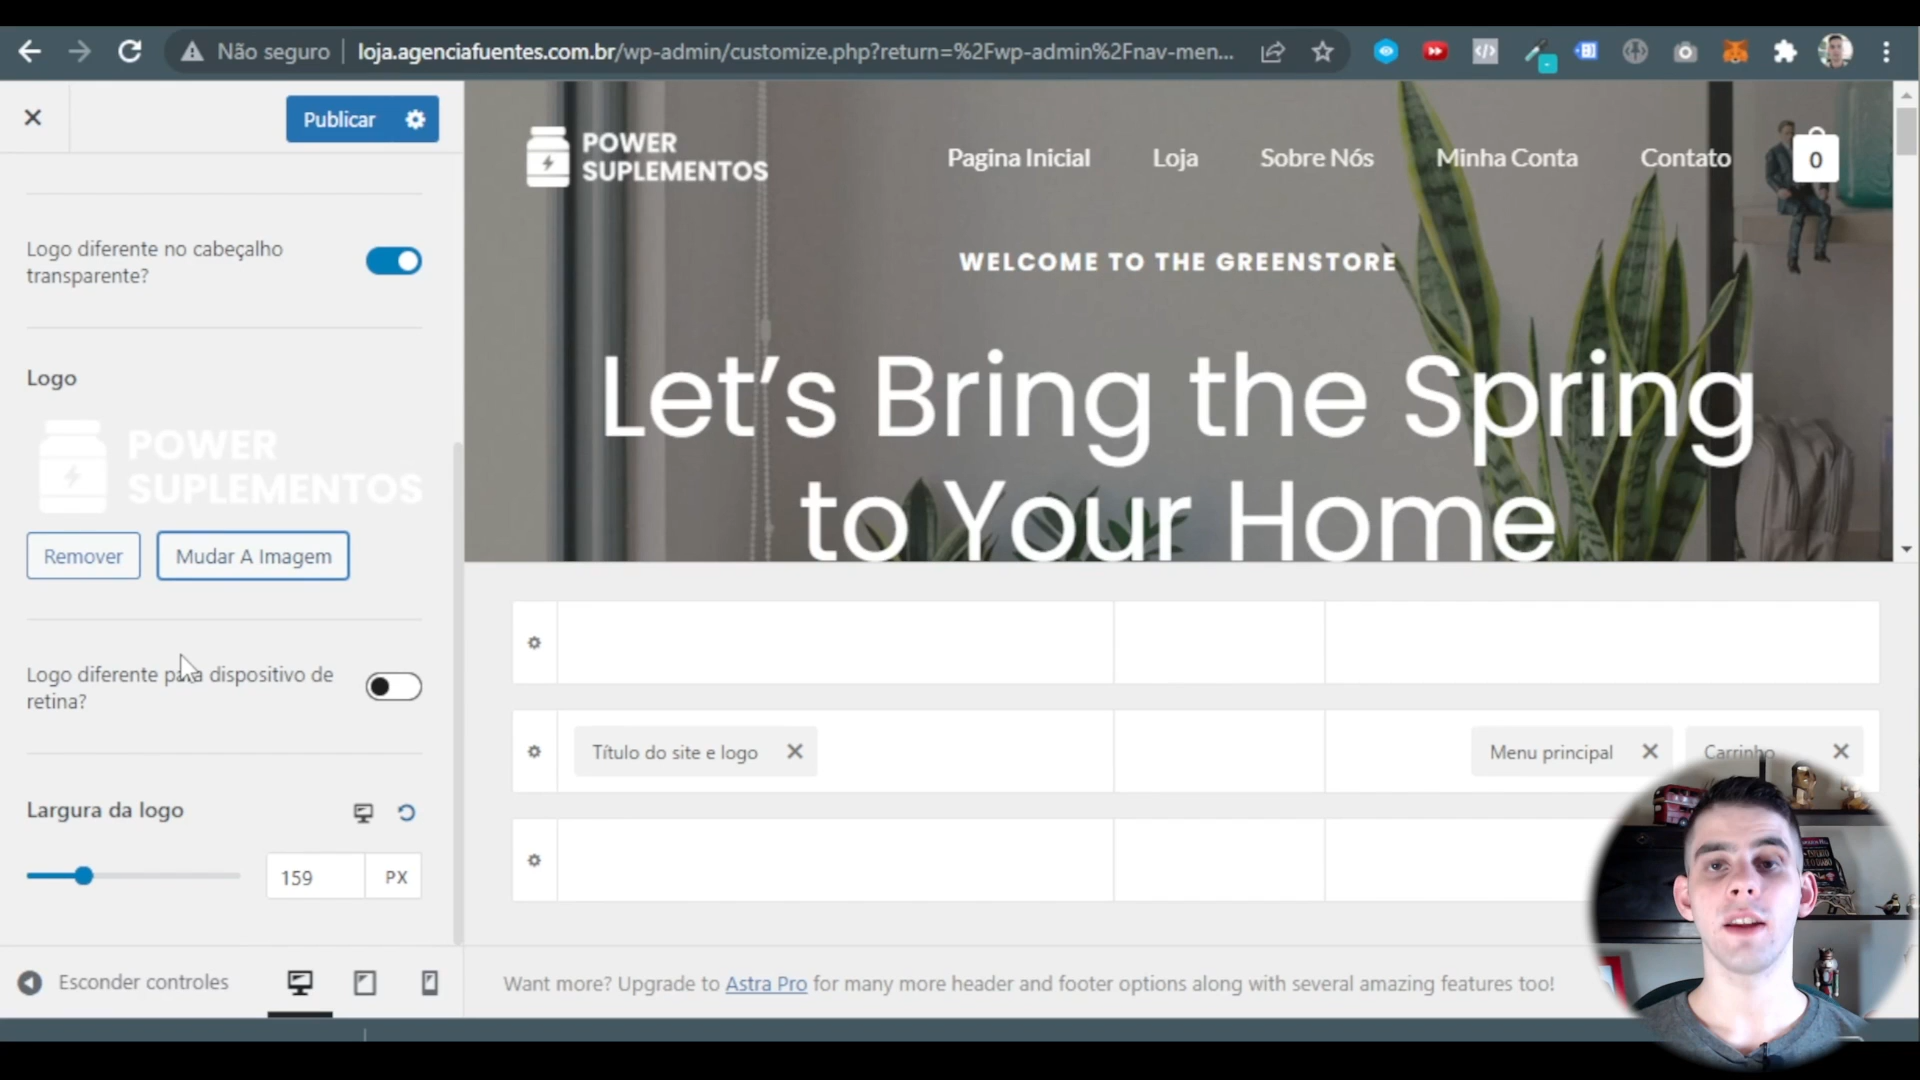 Não seguro
loja.agenciafuentes.com.br/wp-admin/customize.php?return=%2Fwp-admin%2Fnav-men...
Publicar
Logo diferente no cabeçalho
transparente?
Logo
POWER
SUPLEMENTOS
Remover
Mudar A Imagem
Logo diferente para dispositivo de
retina?
Largura da logo
159
PX
Esconder controles
POWER
SUPLEMENTOS
Pagina Inicial
Loja
Sobre Nós
Minha Conta
Contato
0
WELCOME TO THE GREENSTORE
Let’s Bring the Spring
to Your Home
Título do site e logo
Menu principal
Carrinho
Want more? Upgrade to Astra Pro for many more header and footer options along with several amazing features too!